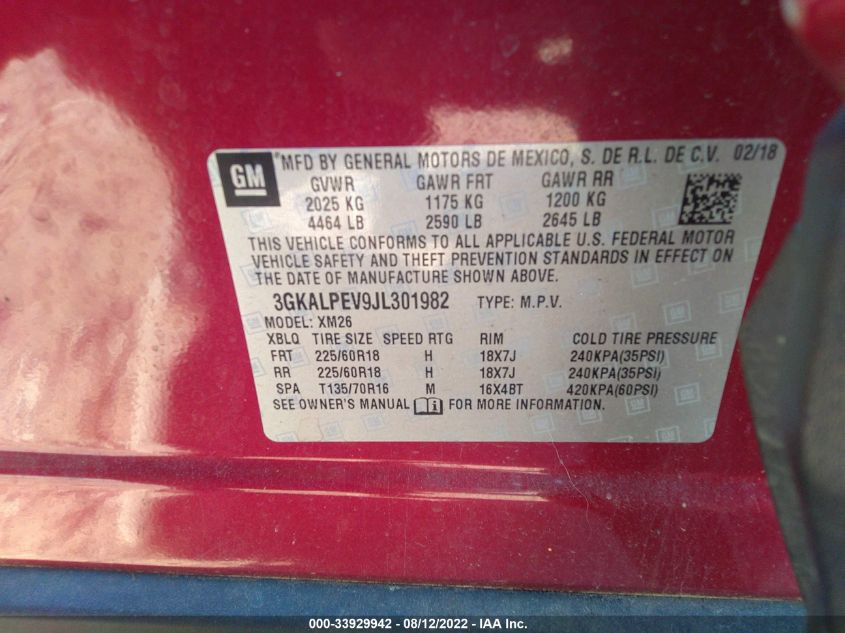 GM *MFD BY GENERAL MOTORS DE MEXICO, S. DE R.L. DE C.V. 02/18
GVWR GAWR FRT GAWR RR
2025 KG 1175 KG 1200 KG
4464 LB 2590 LB 2645 LB
THIS VEHICLE CONFORMS TO ALL APPLICABLE U.S. FEDERAL MOTOR
VEHICLE SAFETY AND THEFT PREVENTION STANDARDS IN EFFECT ON
THE DATE OF MANUFACTURE SHOWN ABOVE.
3GKALPEV9JL301982 TYPE: M.P.V.
MODEL: XM26
XBLQ TIRE SIZE SPEED RTG RIM COLD TIRE PRESSURE
FRT 225/60R18 H 18X7J 240KPA(35PSI)
RR 225/60R18 H 18X7J 240KPA(35PSI)
SPA T135/70R16 M 16X4BT 420KPA(60PSI)
SEE OWNER'S MANUAL FOR MORE INFORMATION.
000-33929942 - 08/12/2022 - IAA Inc.